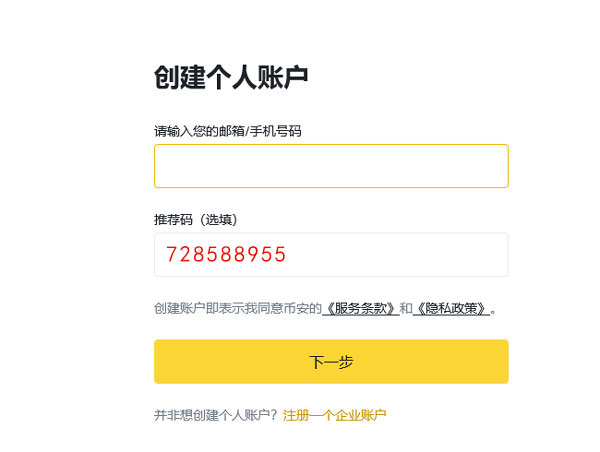 创建个人账户
请输入您的邮箱/手机号码
推荐码（选填）
728588955
创建账户即表示我同意币安的《服务条款》和《隐私政策》。
下一步
并非想创建个人账户？注册一个企业账户